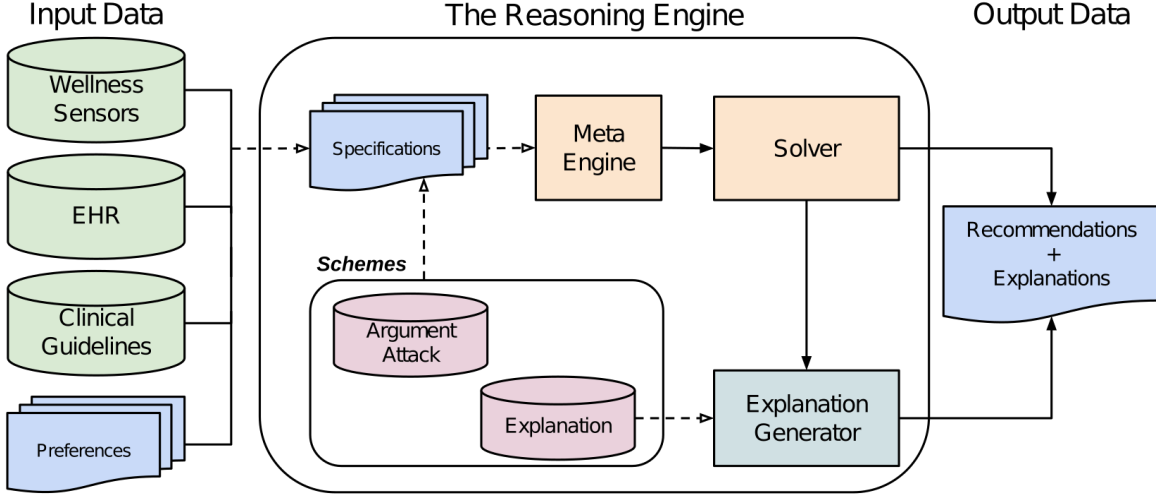 Input Data
The Reasoning Engine
Output Data
Wellness
Sensors
EHR
Clinical
Guidelines
Preferences
Specifications
Meta
Engine
Solver
Schemes
Argument
Attack
Explanation
Explanation
Generator
Recommendations
+
Explanations